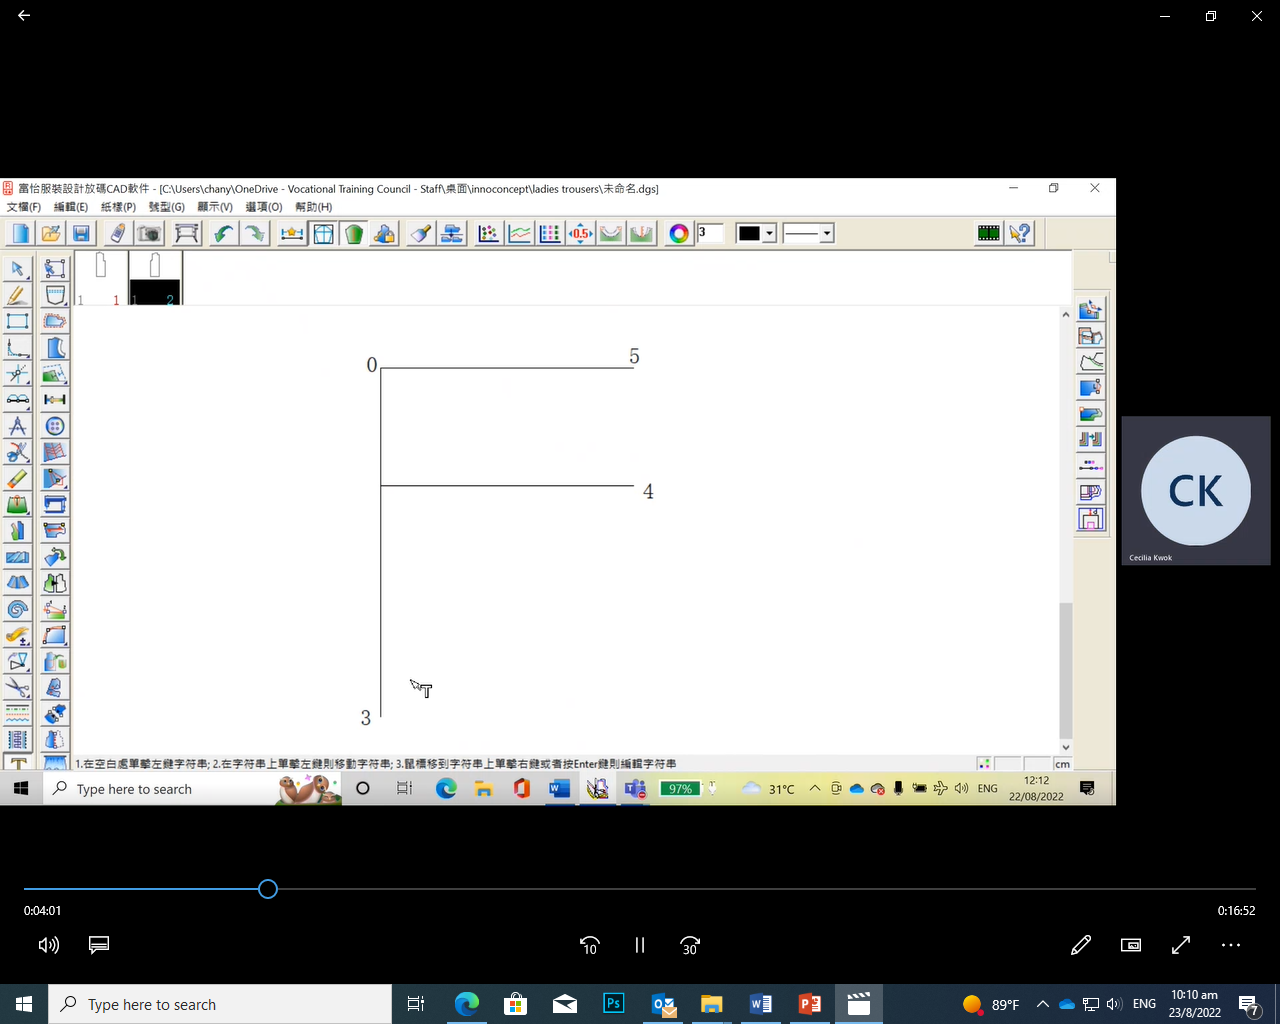 富怡服裝設計放碼CAD軟件 - [C:\Users\chany\OneDrive - Vocational Training Council - Staff\桌面\innoconcept\ladies trousers\未命名.dgs]
文檔(F) 編輯(E) 紙樣(P) 號型(G) 顯示(V) 選項(O) 幫助(H)
0.5
3
1 1 1 2
0 5
4
3
T
CK
Cecilia Kwok
1.在空白處單擊左鍵字符串; 2.在字符串上單擊左鍵則移動字符串; 3.鼠標移到字符串上單擊右鍵或者按Enter鍵則編輯字符串
cm
Type here to search
97%
31°C
ENG
12:12
22/08/2022
0:04:01
0:16:52
10
30
Type here to search
Ps
89°F
ENG
10:10 am
23/8/2022
7